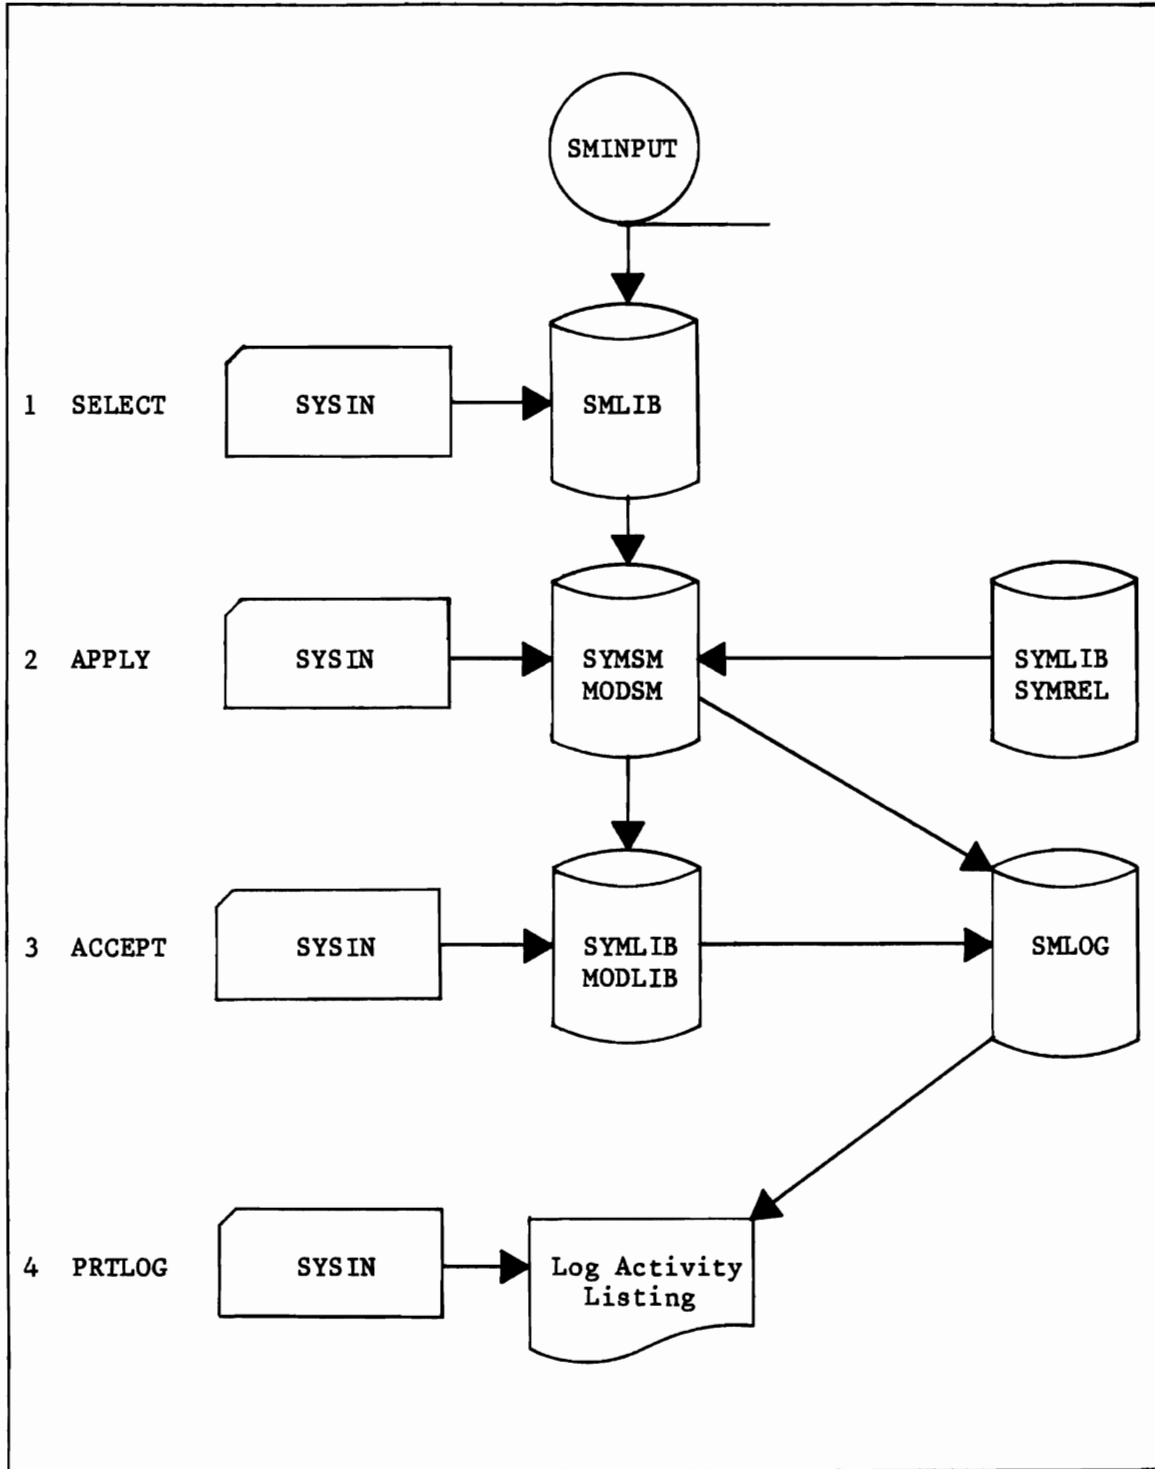 SMINPUT
1 SELECT
SYSIN
SMLIB
2 APPLY
SYSIN
SYMSM
MODSM
SYMLIB
SYMREL
3 ACCEPT
SYSIN
SYMLIB
MODLIB
SMLOG
4 PRTLOG
SYSIN
Log Activity
Listing